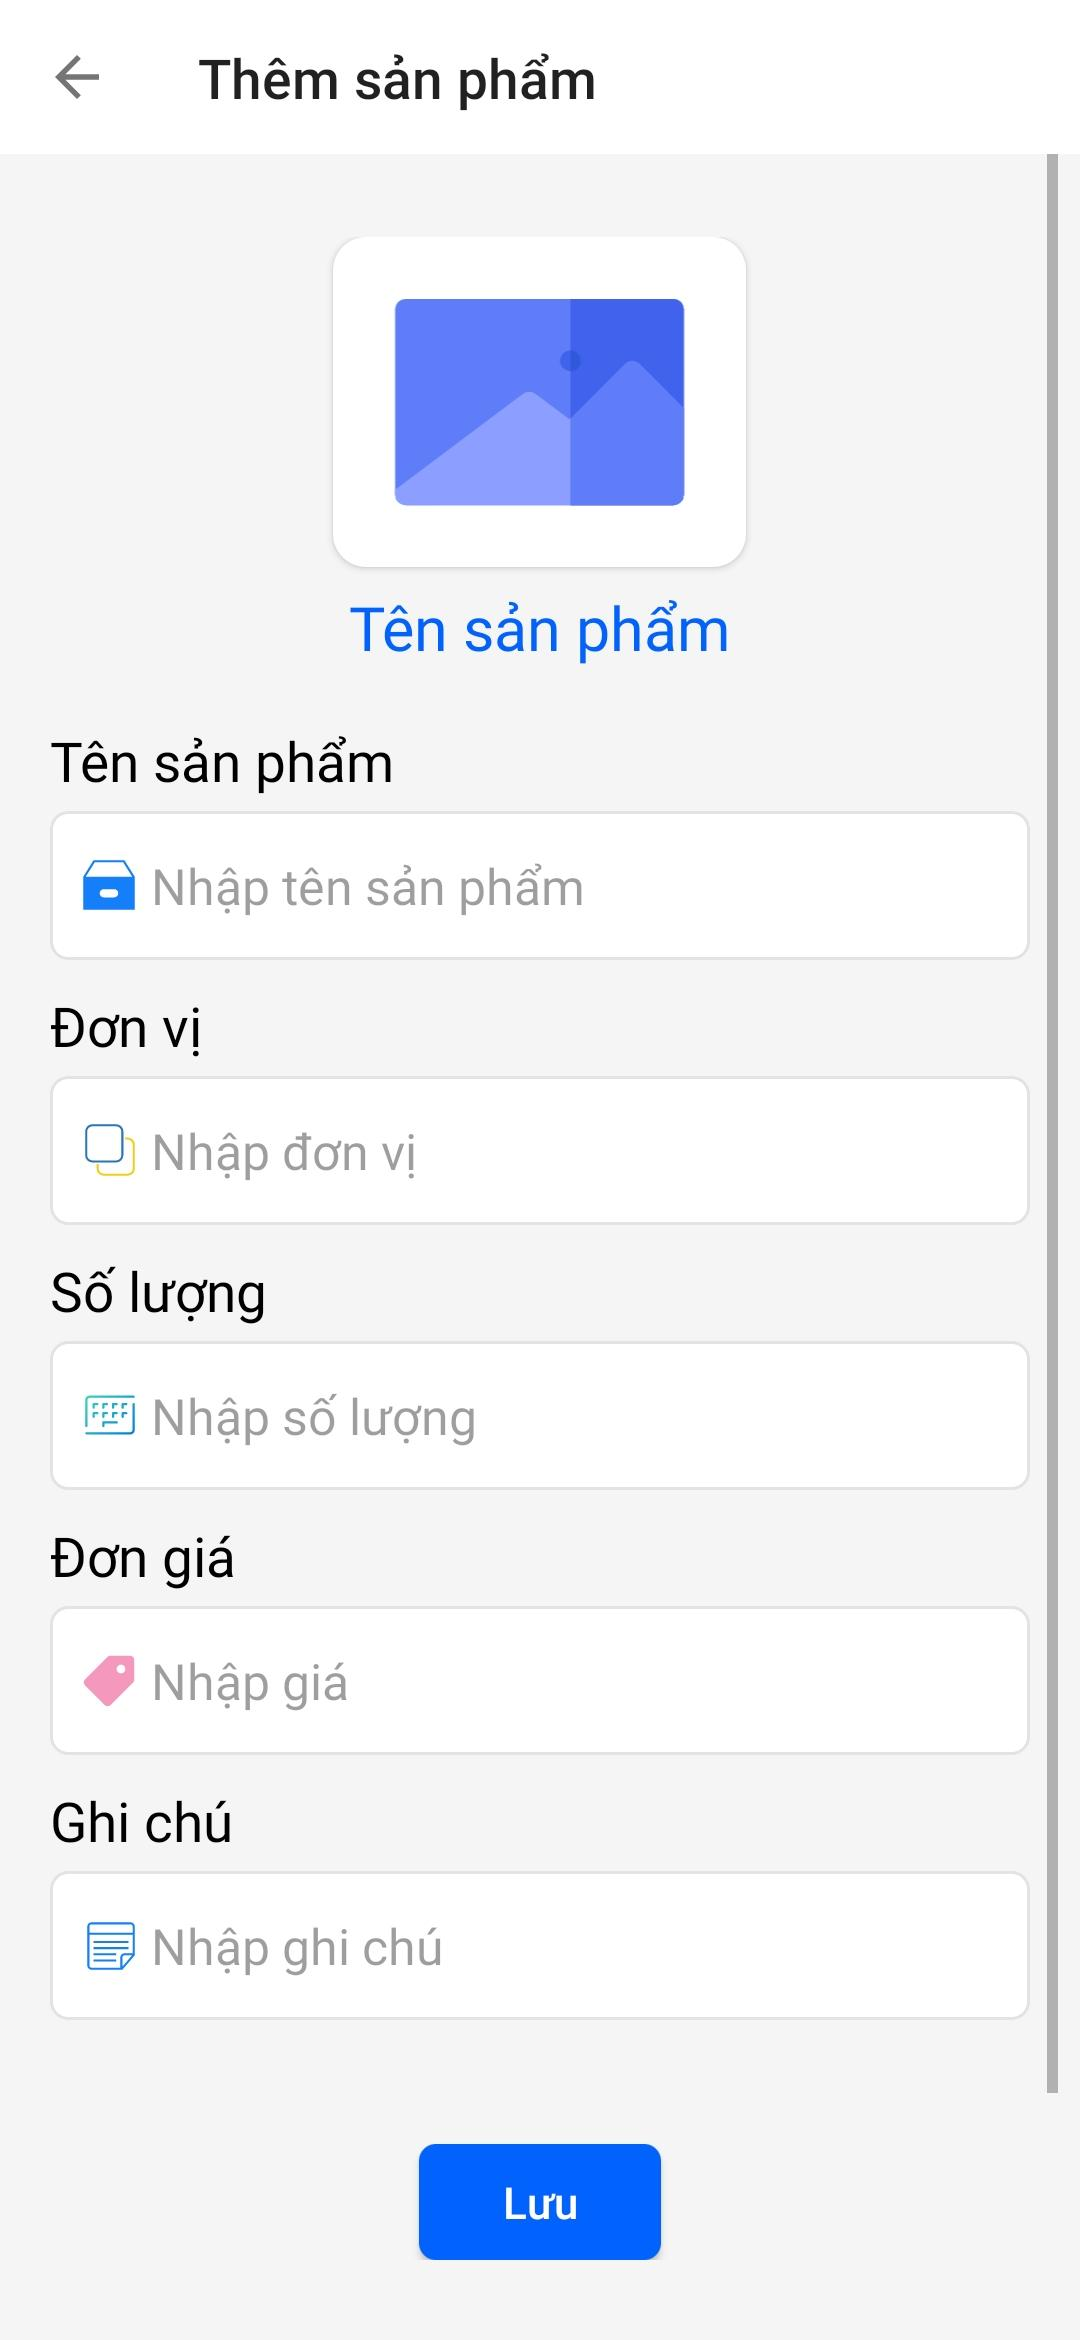 Thêm sản phẩm
Tên sản phẩm
Tên sản phẩm
Nhập tên sản phẩm
Đơn vị
Nhập đơn vị
Số lượng
Nhập số lượng
Đơn giá
Nhập giá
Ghi chú
Nhập ghi chú
Lưu